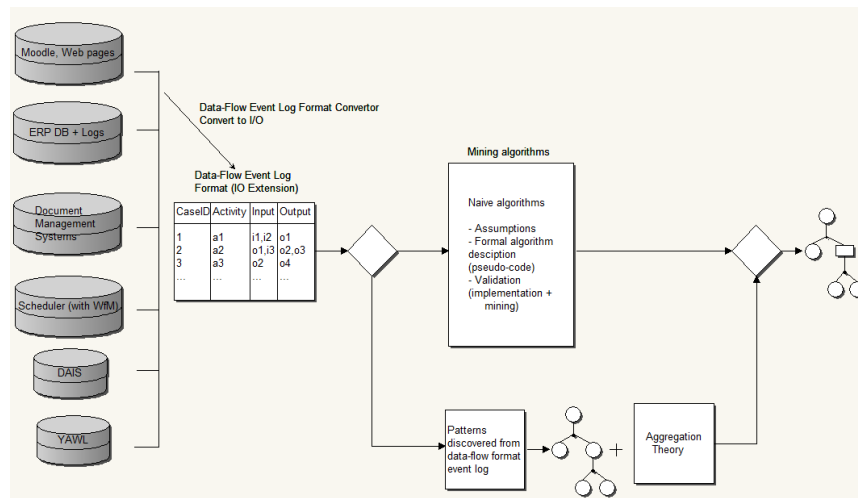 Moodle, Web pages
ERP DB + Logs
Document
Management
Systems
Scheduler (with WfM)
DAIS
YAWL
Data-Flow Event Log Format Convertor
Convert to I/O
Data-Flow Event Log
Format (IO Extension)
CaseID Activity Input Output
1 a1 i1,i2 o1
2 a2 o1,i3 o2,o3
3 a3 o2 o4
... ... ... ...
Mining algorithms
Naive algorithms
- Assumptions
- Formal algorithm
desciption
(pseudo-code)
- Validation
(implementation +
mining)
Patterns
discovered from
data-flow format
event log
+
Aggregation
Theory